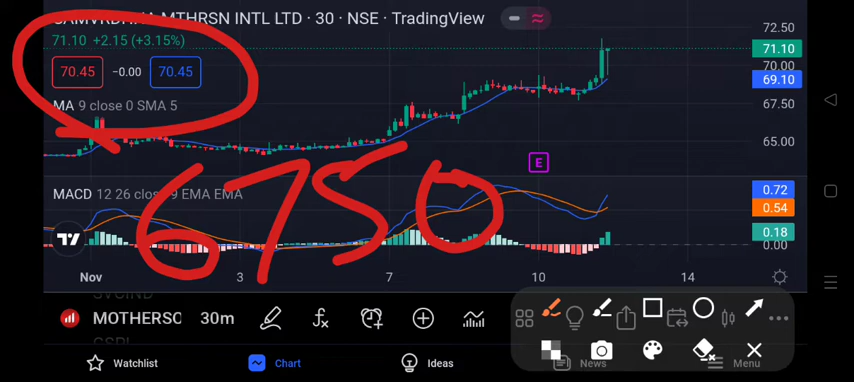 SAMVRDHNA MTHRSN INTL LTD · 30 · NSE · TradingView
71.10 +2.15 (+3.15%)
70.45 -0.00 70.45
MA 9 close 0 SMA 5
72.50
71.10
70.00
69.10
67.50
65.00
E
6750
MACD 12 26 close 9 EMA EMA
0.72
0.54
0.18
0.00
Nov 3 7 10 14
MOTHERSO 30m
Watchlist Chart Ideas News Menu